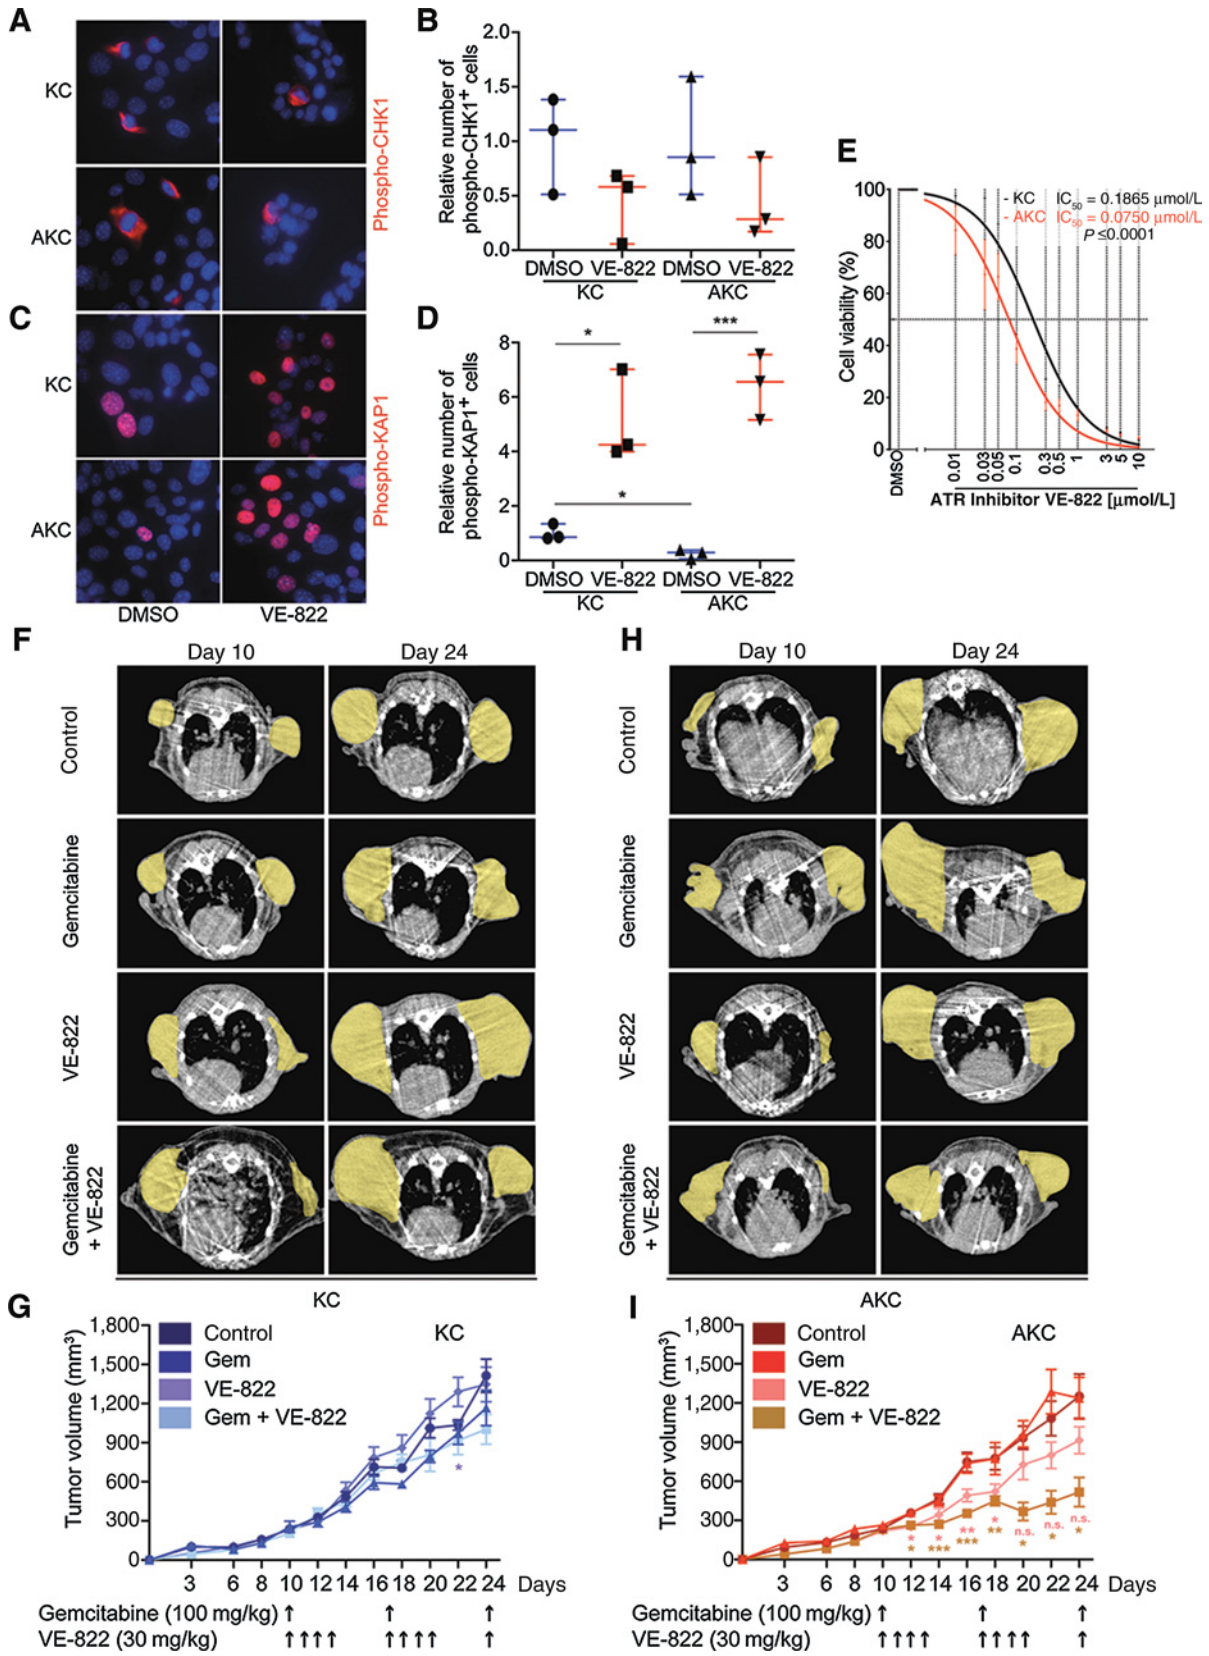 A
KC
AKC
Phospho-CHK1
B
Relative number of
phospho-CHK1+ cells
2.0
1.5
1.0
0.5
0.0
DMSO VE-822 DMSO VE-822
KC AKC
C
KC
AKC
Phospho-KAP1
DMSO VE-822
D
Relative number of
phospho-KAP1+ cells
8
6
4
2
0
* ***
*
DMSO VE-822 DMSO VE-822
KC AKC
E
Cell viability (%)
100
80
60
40
20
0
- KC IC50 = 0.1865 μmol/L
- AKC IC50 = 0.0750 μmol/L
P ≤0.0001
DMSO 0.01 0.03 0.05 0.1 0.3 0.5 1 3 5 10
ATR Inhibitor VE-822 [μmol/L]
F
Day 10 Day 24
Control
Gemcitabine
VE-822
Gemcitabine
+ VE-822
KC
H
Day 10 Day 24
Control
Gemcitabine
VE-822
Gemcitabine
+ VE-822
AKC
G
Tumor volume (mm3)
1,800
1,500
1,200
900
600
300
0
Control
Gem
VE-822
Gem + VE-822
KC
*
3 6 8 10 12 14 16 18 20 22 24 Days
Gemcitabine (100 mg/kg) ↑ ↑ ↑
VE-822 (30 mg/kg) ↑↑↑↑ ↑↑↑↑ ↑
I
Tumor volume (mm3)
1,800
1,500
1,200
900
600
300
0
Control
Gem
VE-822
Gem + VE-822
AKC
* * ** * n.s. n.s. n.s.
* *** *** ** * * *
3 6 8 10 12 14 16 18 20 22 24 Days
Gemcitabine (100 mg/kg) ↑ ↑ ↑
VE-822 (30 mg/kg) ↑↑↑↑ ↑↑↑↑ ↑